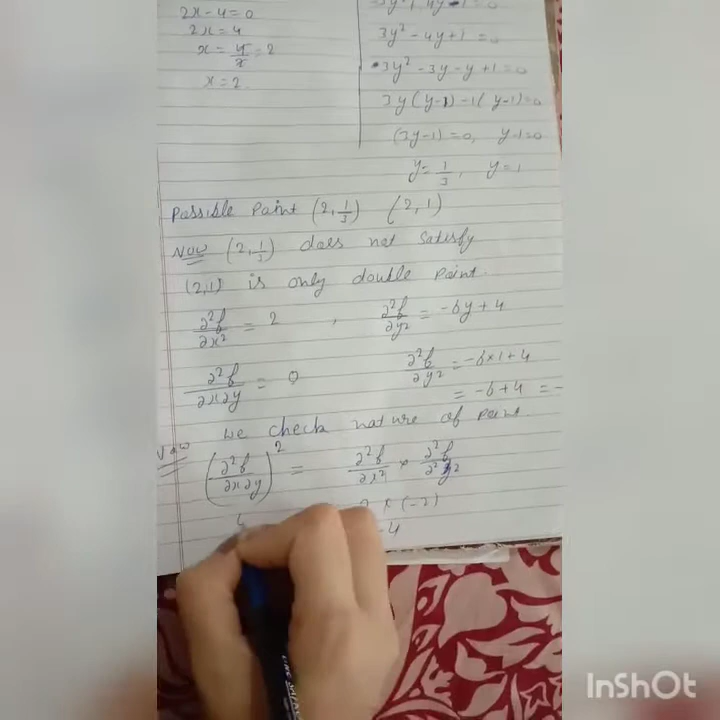 2x - 4 = 0
2x = 4
x = 4/2 = 2
x = 2
3y² - 4y + 1 = 0
3y² - 3y - y + 1 = 0
3y(y-1) - 1(y-1) = 0
(3y-1) = 0, y-1 = 0
y = 1/3, y = 1
Possible Point (2, 1/3) (2, 1)
Now (2, 1/3) does not satisfy
(2,1) is only double Point.
∂²f/∂x² = 2 , ∂²f/∂y² = -6y + 4
∂²f/∂x∂y = 0 ∂²f/∂y² = -6×1+4
= -6+4 = -
Now we check nature of Point.
(∂²f/∂x∂y)² = ∂²f/∂x² × ∂²f/∂²y²
× (-2)
-4
InShOt